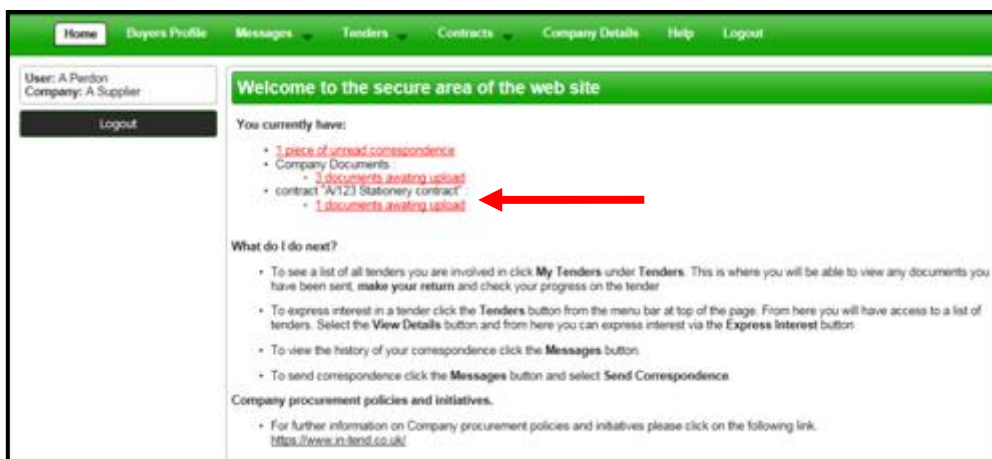 Home Buyers Profile Messages Tenders Contracts Company Details Help Logout
User: A Perdon
Company: A Supplier
Logout
Welcome to the secure area of the web site
You currently have:
• 1 piece of unread correspondence
• Company Documents
• 3 documents awating upload
• contract "A/123 Stationery contract"
• 1 documents awating upload
What do I do next?
• To see a list of all tenders you are involved in click My Tenders under Tenders. This is where you will be able to view any documents you
have been sent, make your return and check your progress on the tender
• To express interest in a tender click the Tenders button from the menu bar at top of the page. From here you will have access to a list of
tenders. Select the View Details button and from here you can express interest via the Express Interest button
• To view the history of your correspondence click the Messages button
• To send correspondence click the Messages button and select Send Correspondence
Company procurement policies and initiatives.
• For further information on Company procurement policies and initiatives please click on the following link.
https://www.in-tend.co.uk/